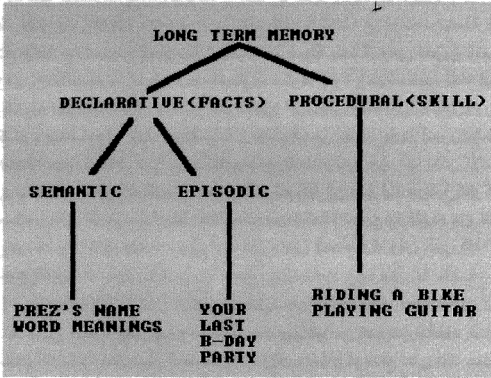 LONG TERM MEMORY
DECLARATIVE<FACTS> PROCEDURAL<SKILL>
SEMANTIC EPISODIC
PREZ'S NAME
WORD MEANINGS
YOUR
LAST
B-DAY
PARTY
RIDING A BIKE
PLAYING GUITAR